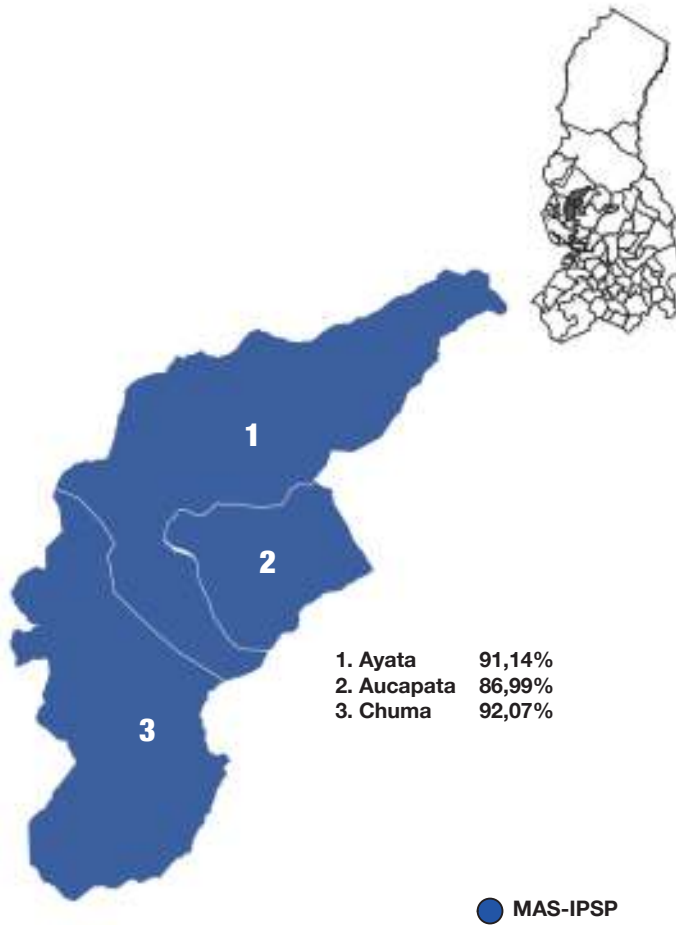 1
2
3
1. Ayata 91,14%
2. Aucapata 86,99%
3. Chuma 92,07%
MAS-IPSP